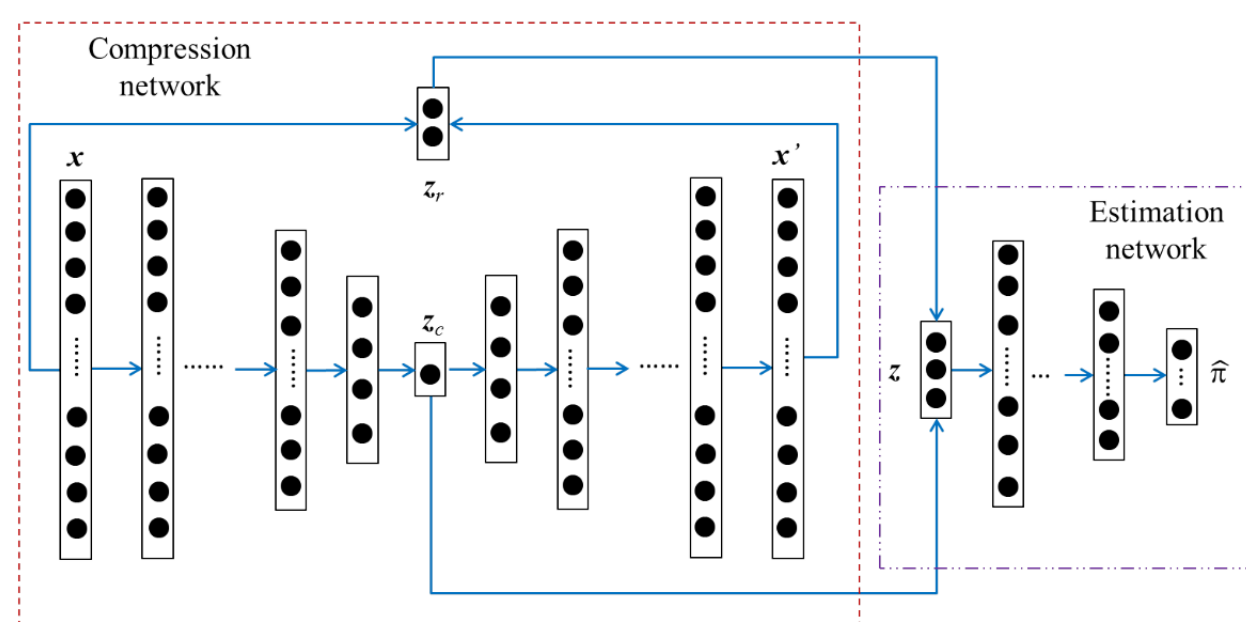 Compression
network
x
x'
z_r
Estimation
network
z_c
z
π̂